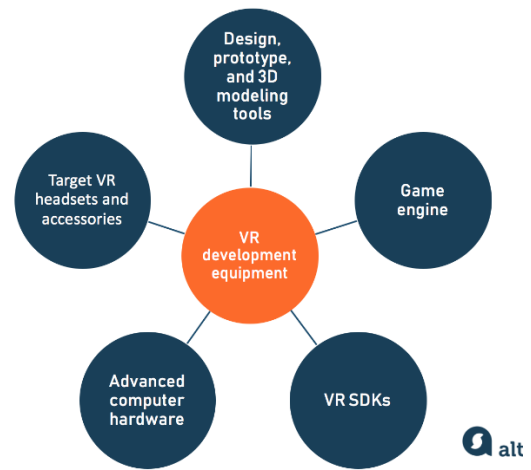 Design,
prototype,
and 3D
modeling
tools
Target VR
headsets and
accessories
Game
engine
VR
development
equipment
Advanced
computer
hardware
VR SDKs
alt